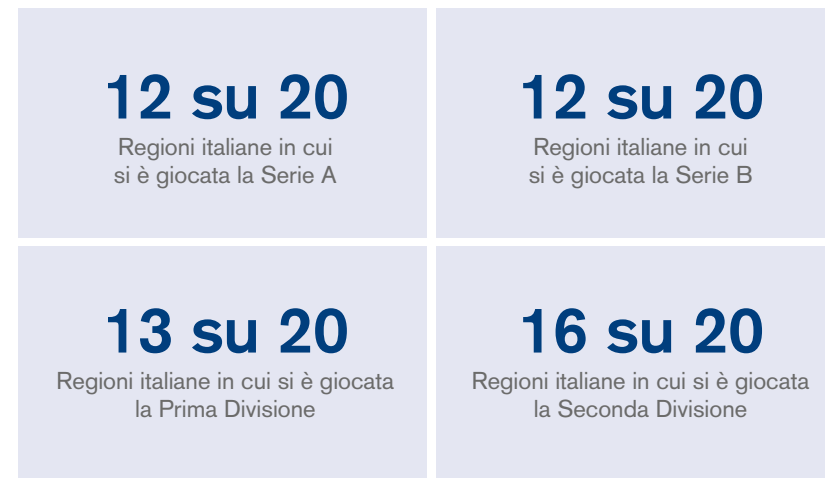 12 su 20
Regioni italiane in cui
si è giocata la Serie A
12 su 20
Regioni italiane in cui
si è giocata la Serie B
13 su 20
Regioni italiane in cui si è giocata
la Prima Divisione
16 su 20
Regioni italiane in cui si è giocata
la Seconda Divisione